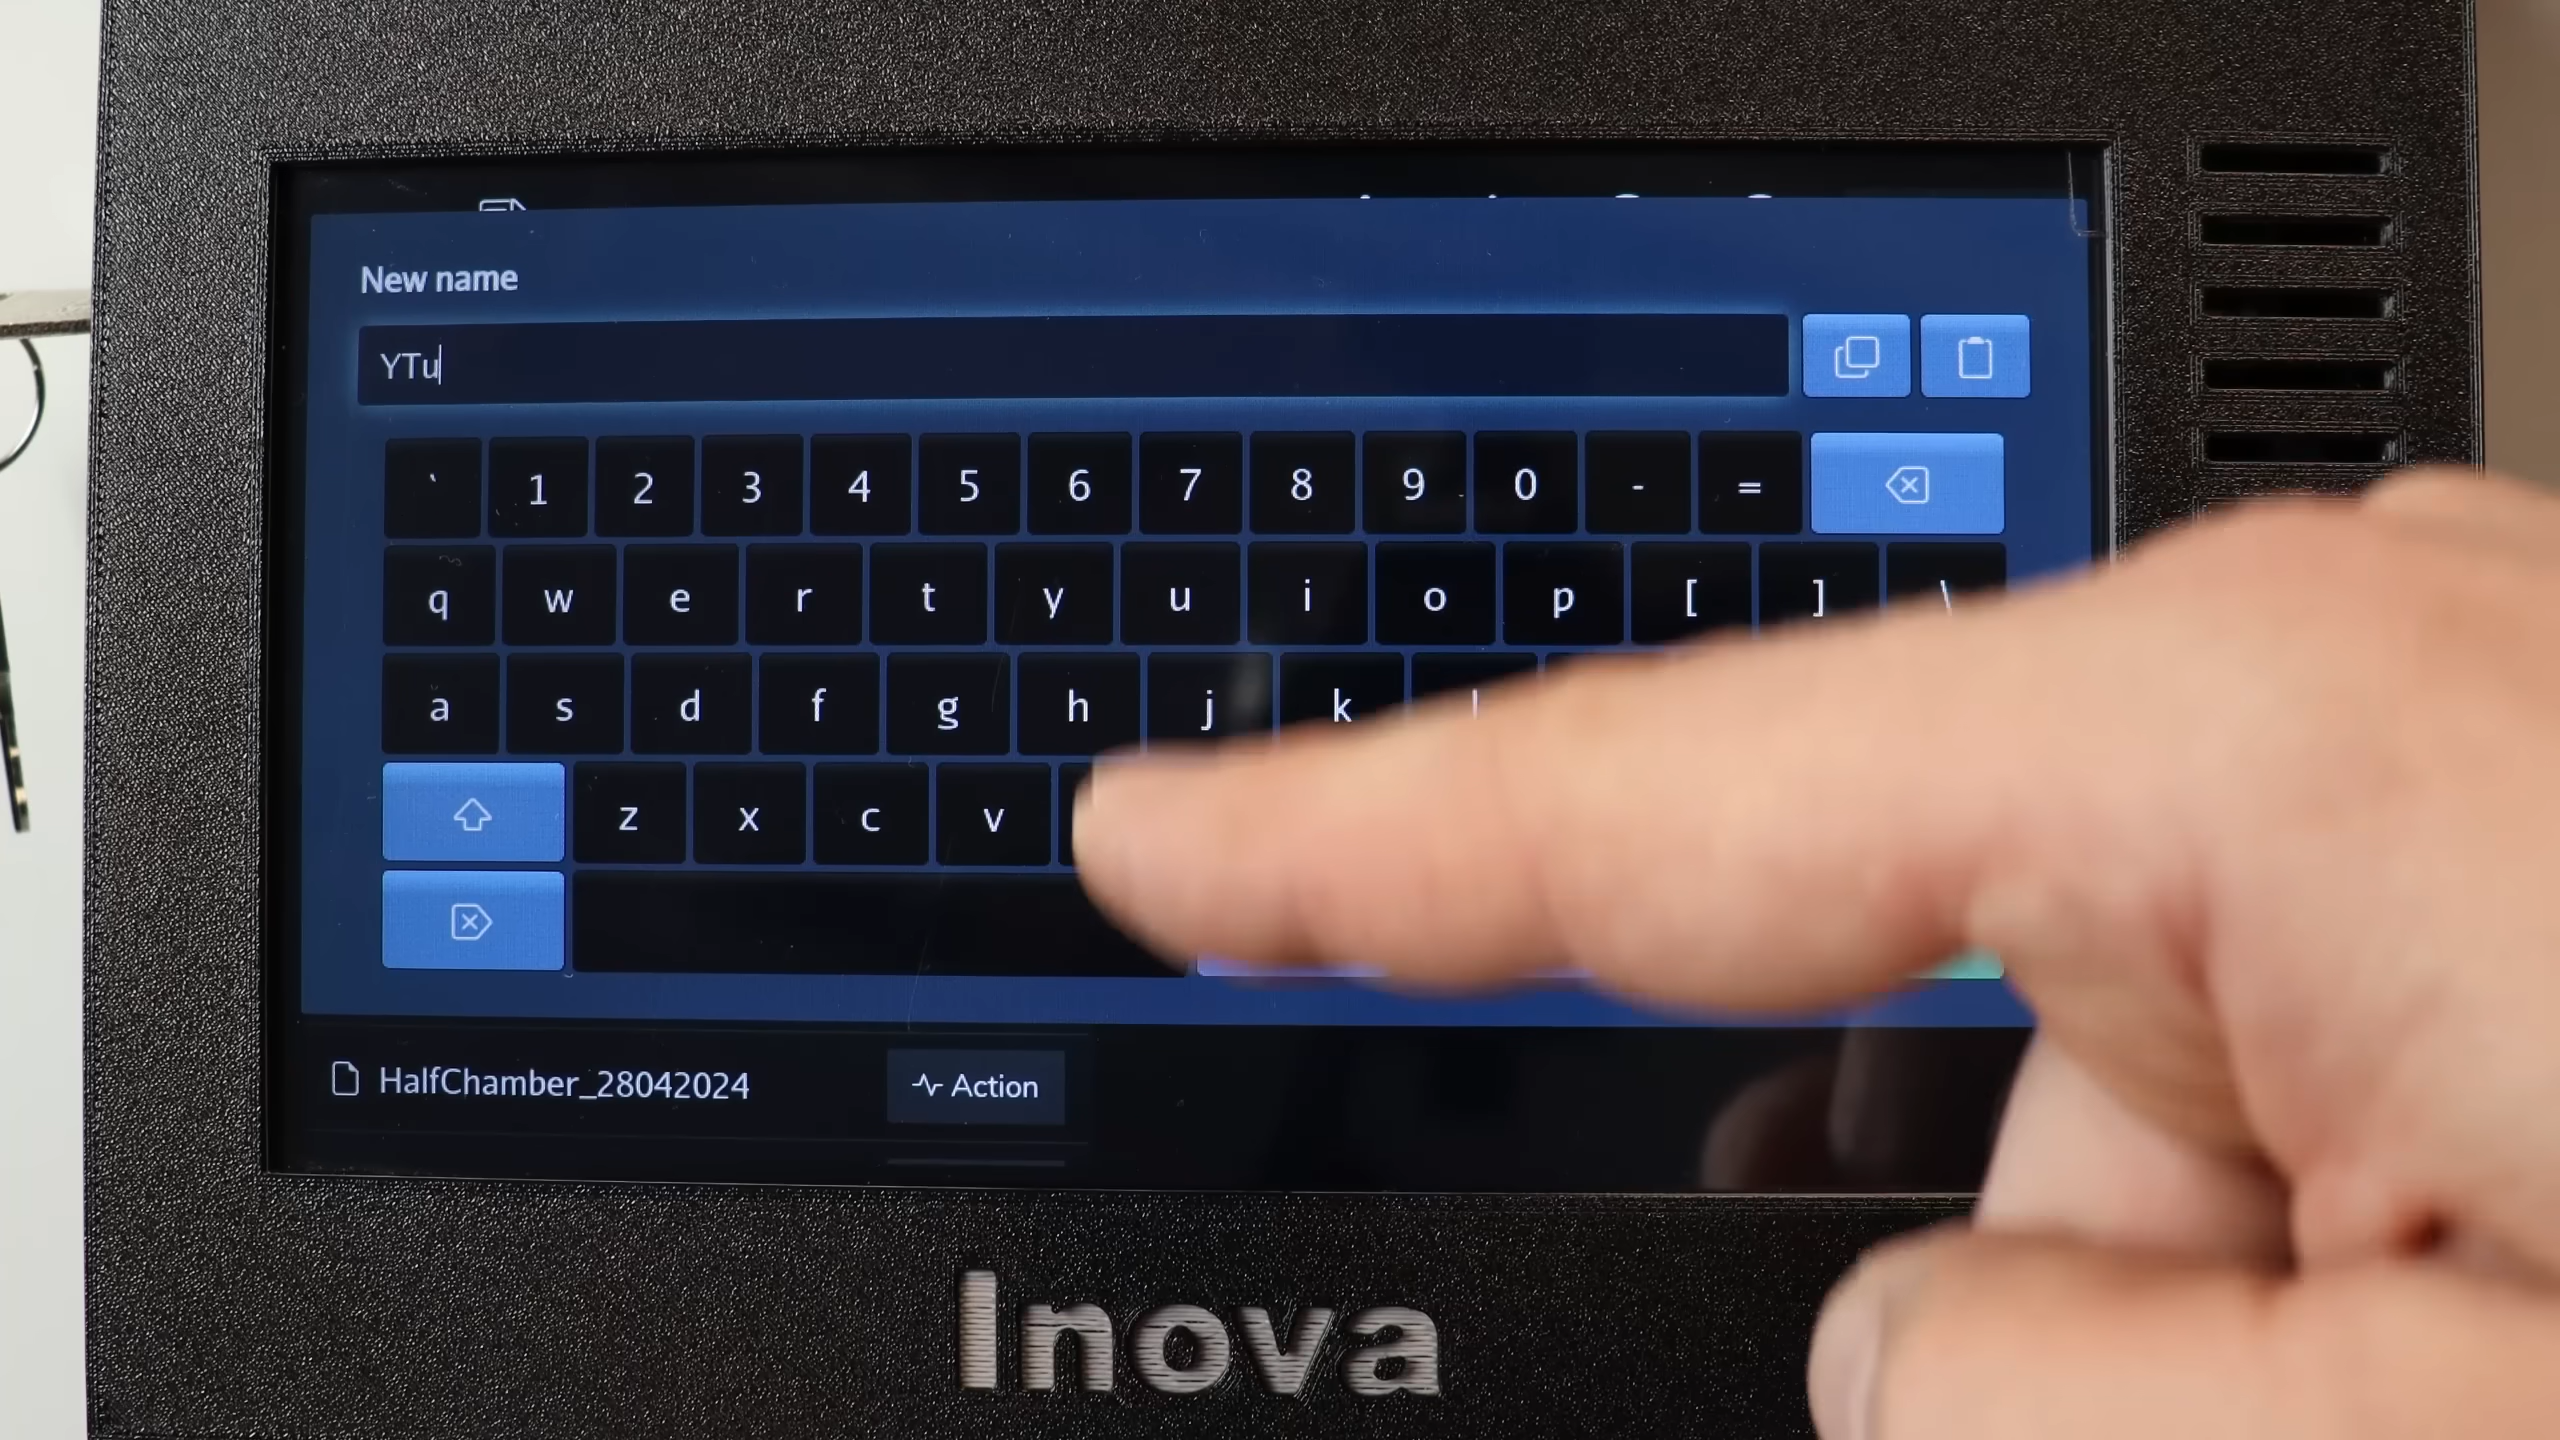 New name
YTu
` 1 2 3 4 5 6 7 8 9 0 - =
q w e r t y u i o p [ ] \
a s d f g h j k l
z x c v
HalfChamber_28042024
Action
Inova